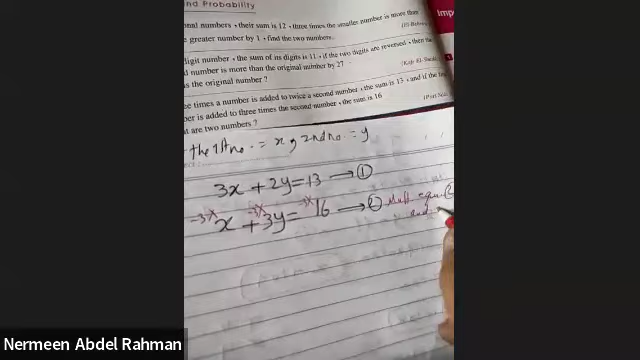 nd Probability
onal numbers , their sum is 12 , three times the smaller number is more than
e greater number by 1 , find the two numbers.
digit number , the sum of its digits is 11 , if the two digits are reversed , then the
d number is more than the original number by 27
s the original number ?
ee times a number is added to twice a second number , the sum is 13 , and if the
ber is added to three times the second number , the sum is 16
at are two numbers ?
the 1st no. = x , 2nd no. = y
3x + 2y = 13 → ①
-3x -3x -3x
x + 3y = 16 → ② Mult equ. ②
and
Nermeen Abdel Rahman